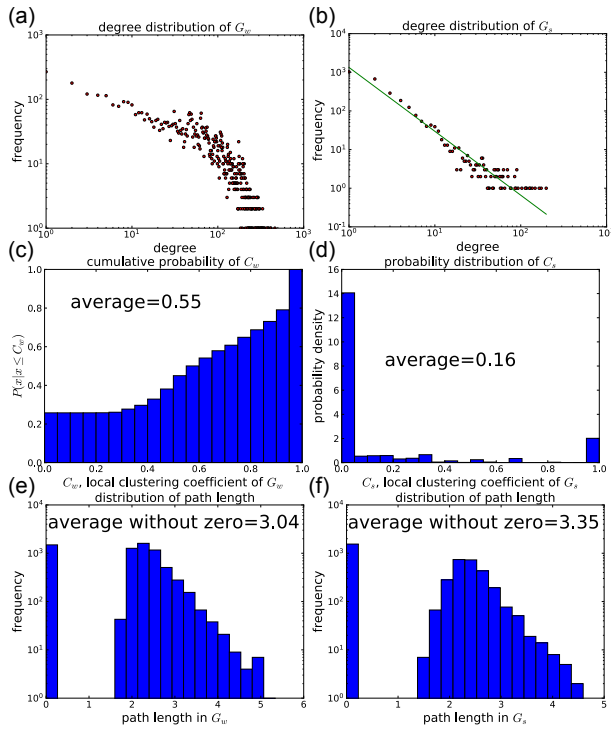 (a)
degree distribution of G_w
10^3
10^2
10^1
10^0
frequency
10^0 10^1 10^2 10^3
degree
(b)
degree distribution of G_s
10^4
10^3
10^2
10^1
10^0
10^-1
frequency
10^0 10^1 10^2 10^3
degree
(c)
cumulative probability of C_w
average=0.55
1.0
0.8
0.6
0.4
0.2
0.0
P(x|x ≤ C_w)
0.0 0.2 0.4 0.6 0.8 1.0
C_w, local clustering coefficient of G_w
(d)
probability distribution of C_s
average=0.16
16
14
12
10
8
6
4
2
0
probability density
0.0 0.2 0.4 0.6 0.8 1.0
C_s, local clustering coefficient of G_s
(e)
distribution of path length
average without zero=3.04
10^4
10^3
10^2
10^1
10^0
frequency
0 1 2 3 4 5 6
path length in G_w
(f)
distribution of path length
average without zero=3.35
10^4
10^3
10^2
10^1
10^0
frequency
0 1 2 3 4 5
path length in G_s